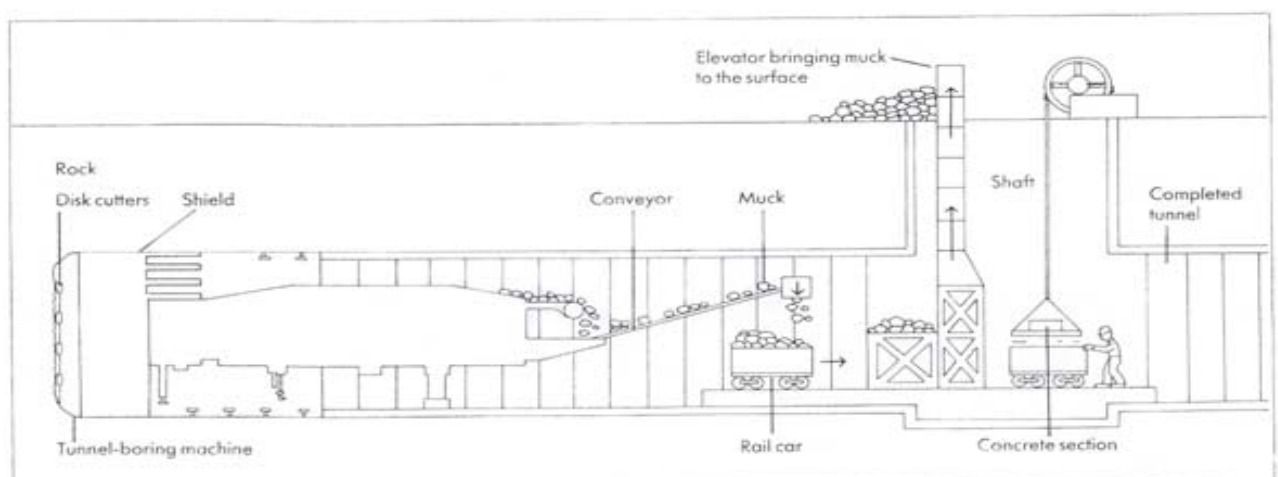 Elevator bringing muck
to the surface
Rock
Disk cutters
Shield
Conveyor
Muck
Shaft
Completed
tunnel
Tunnel-boring machine
Rail car
Concrete section